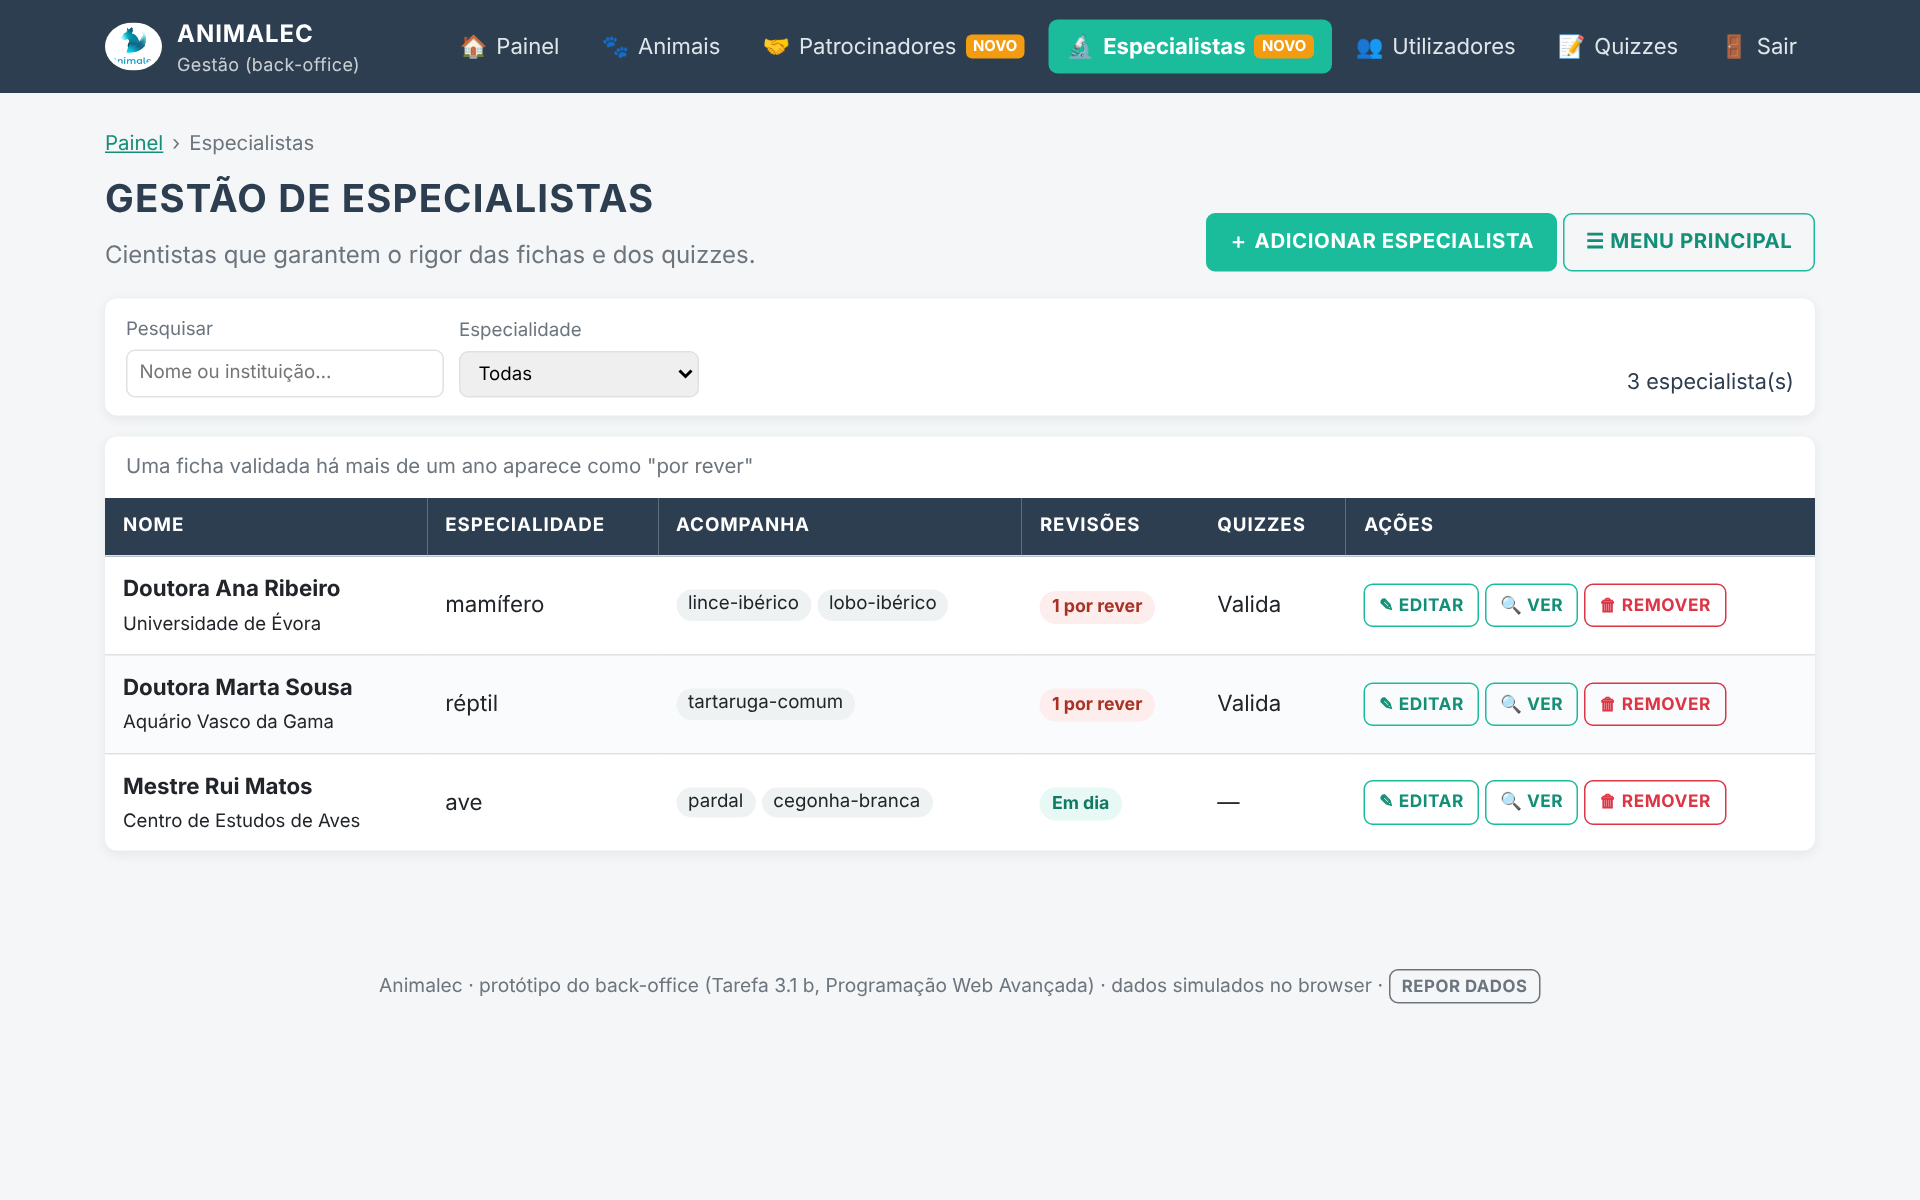 ANIMALEC
Gestão (back-office)
Painel
Animais
Patrocinadores NOVO
Especialistas NOVO
Utilizadores
Quizzes
Sair
Painel › Especialistas
GESTÃO DE ESPECIALISTAS
Cientistas que garantem o rigor das fichas e dos quizzes.
+ ADICIONAR ESPECIALISTA
☰ MENU PRINCIPAL
Pesquisar
Nome ou instituição...
Especialidade
Todas
3 especialista(s)
Uma ficha validada há mais de um ano aparece como "por rever"
NOME ESPECIALIDADE ACOMPANHA REVISÕES QUIZZES AÇÕES
Doutora Ana Ribeiro
Universidade de Évora
mamífero
lince-ibérico lobo-ibérico
1 por rever
Valida
EDITAR VER REMOVER
Doutora Marta Sousa
Aquário Vasco da Gama
réptil
tartaruga-comum
1 por rever
Valida
EDITAR VER REMOVER
Mestre Rui Matos
Centro de Estudos de Aves
ave
pardal cegonha-branca
Em dia
—
EDITAR VER REMOVER
Animalec · protótipo do back-office (Tarefa 3.1 b, Programação Web Avançada) · dados simulados no browser · REPOR DADOS